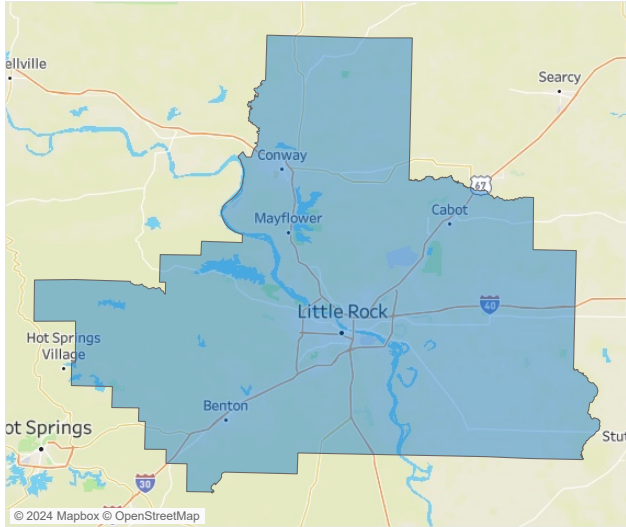 ellville
Searcy
Conway
67
Cabot
Mayflower
40
Little Rock
Hot Springs
Village
Benton
ot Springs
Stut
30
© 2024 Mapbox © OpenStreetMap